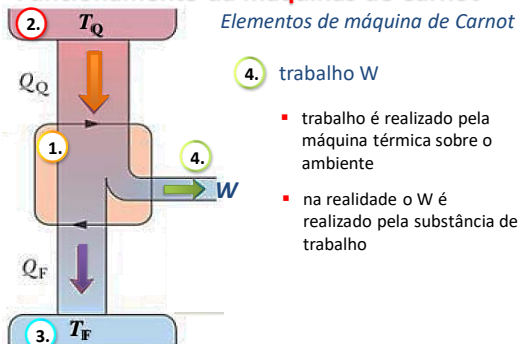 Elementos de máquina de Carnot
2. T_Q
4. trabalho W
Q_Q
▪ trabalho é realizado pela
máquina térmica sobre o
ambiente
1.
4.
W
▪ na realidade o W é
realizado pela substância de
trabalho
Q_F
3. T_F